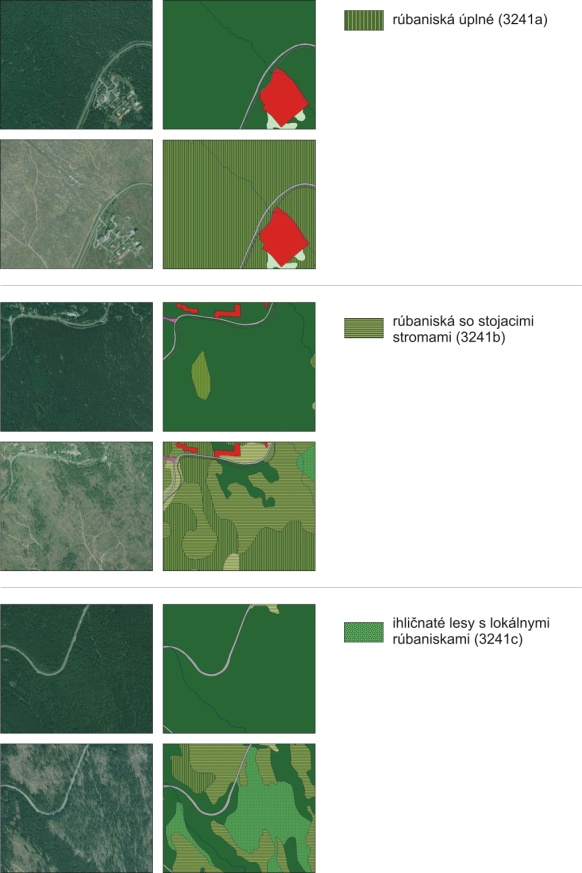 rúbaniská úplné (3241a)
rúbaniská so stojacimi
stromami (3241b)
ihličnaté lesy s lokálnymi
rúbaniskami (3241c)